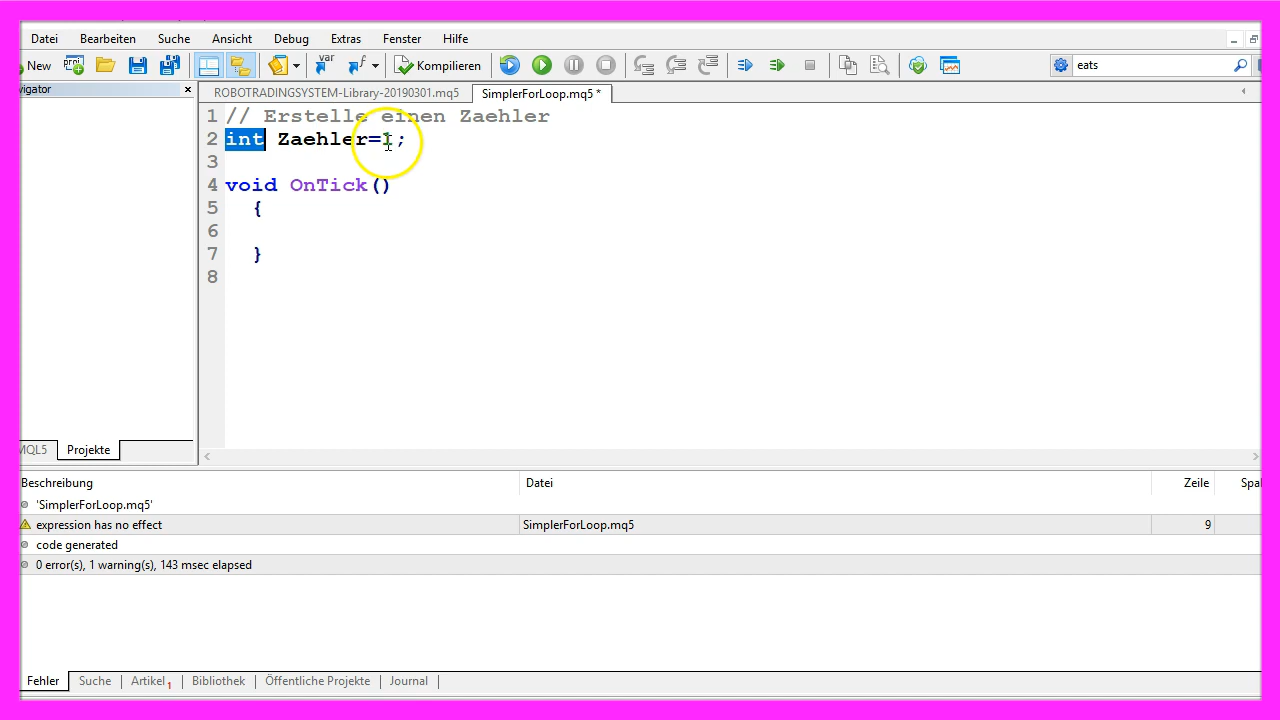 Datei Bearbeiten Suche Ansicht Debug Extras Fenster Hilfe
New Kompilieren eats
vigator ROBOTRADINGSYSTEM-Library-20190301.mq5 SimplerForLoop.mq5 *
1 // Erstelle einen Zaehler
2 int Zaehler=1;
3
4 void OnTick()
5 {
6
7 }
8
MQL5 Projekte
Beschreibung Datei Zeile Spal
'SimplerForLoop.mq5'
expression has no effect SimplerForLoop.mq5 9
code generated
0 error(s), 1 warning(s), 143 msec elapsed
Fehler Suche Artikel 1 Bibliothek Öffentliche Projekte Journal